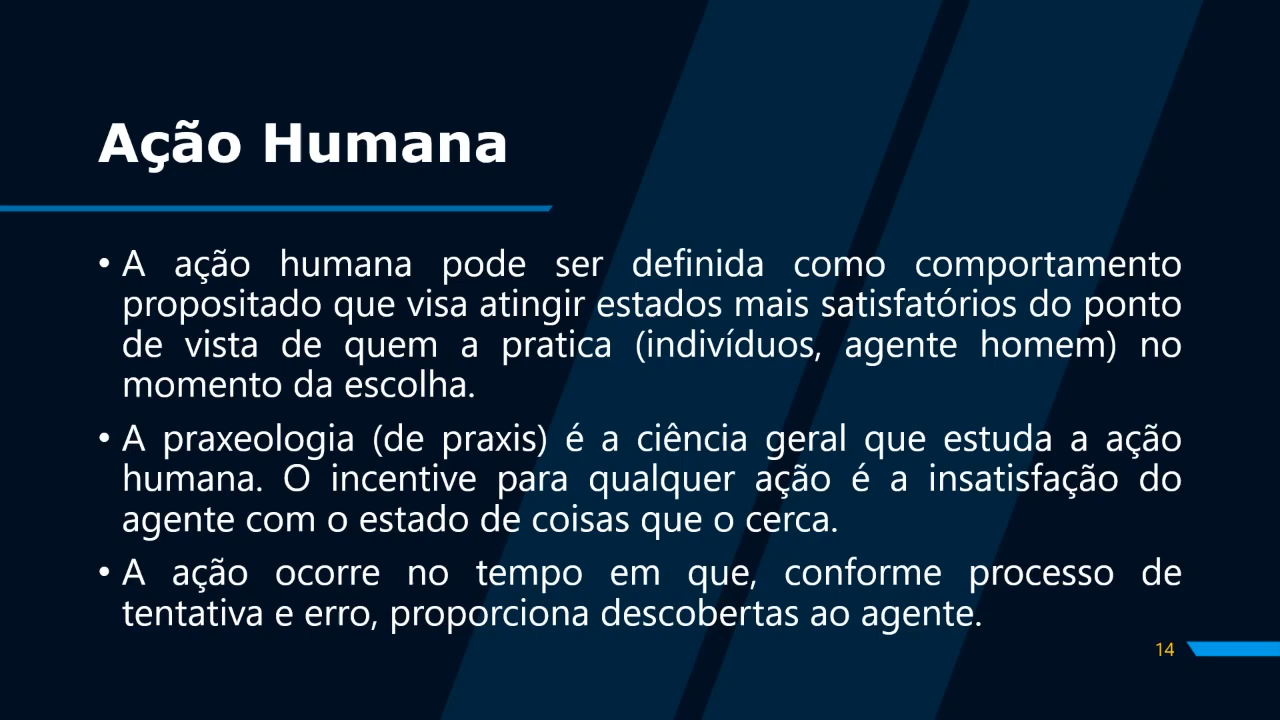 Ação Humana
• A ação humana pode ser definida como comportamento
propositado que visa atingir estados mais satisfatórios do ponto
de vista de quem a pratica (indivíduos, agente homem) no
momento da escolha.
• A praxeologia (de praxis) é a ciência geral que estuda a ação
humana. O incentive para qualquer ação é a insatisfação do
agente com o estado de coisas que o cerca.
• A ação ocorre no tempo em que, conforme processo de
tentativa e erro, proporciona descobertas ao agente.
14